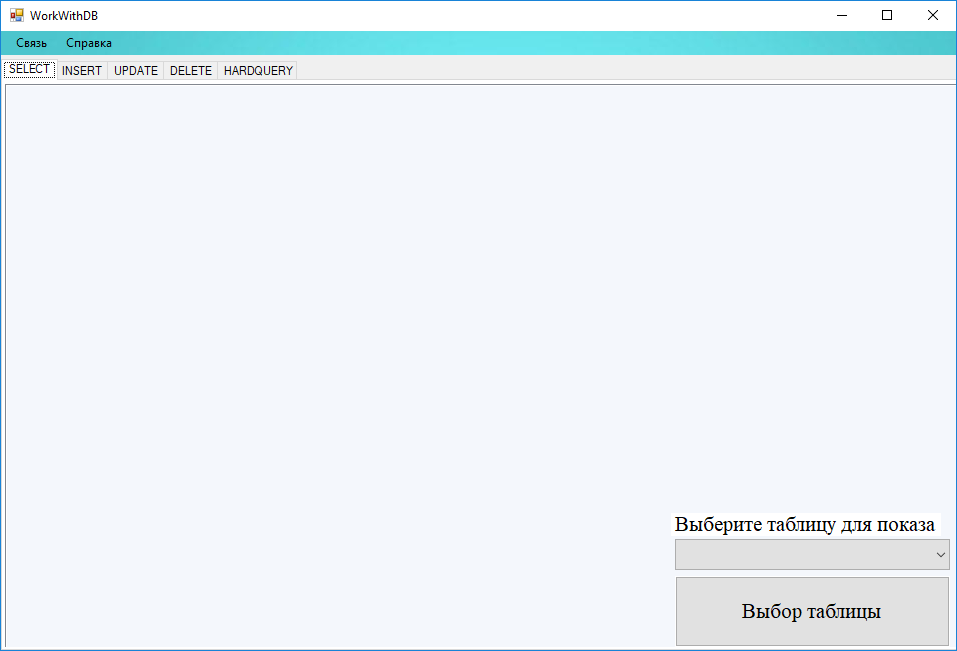 WorkWithDB
Связь Справка
SELECT INSERT UPDATE DELETE HARDQUERY
Выберите таблицу для показа
Выбор таблицы